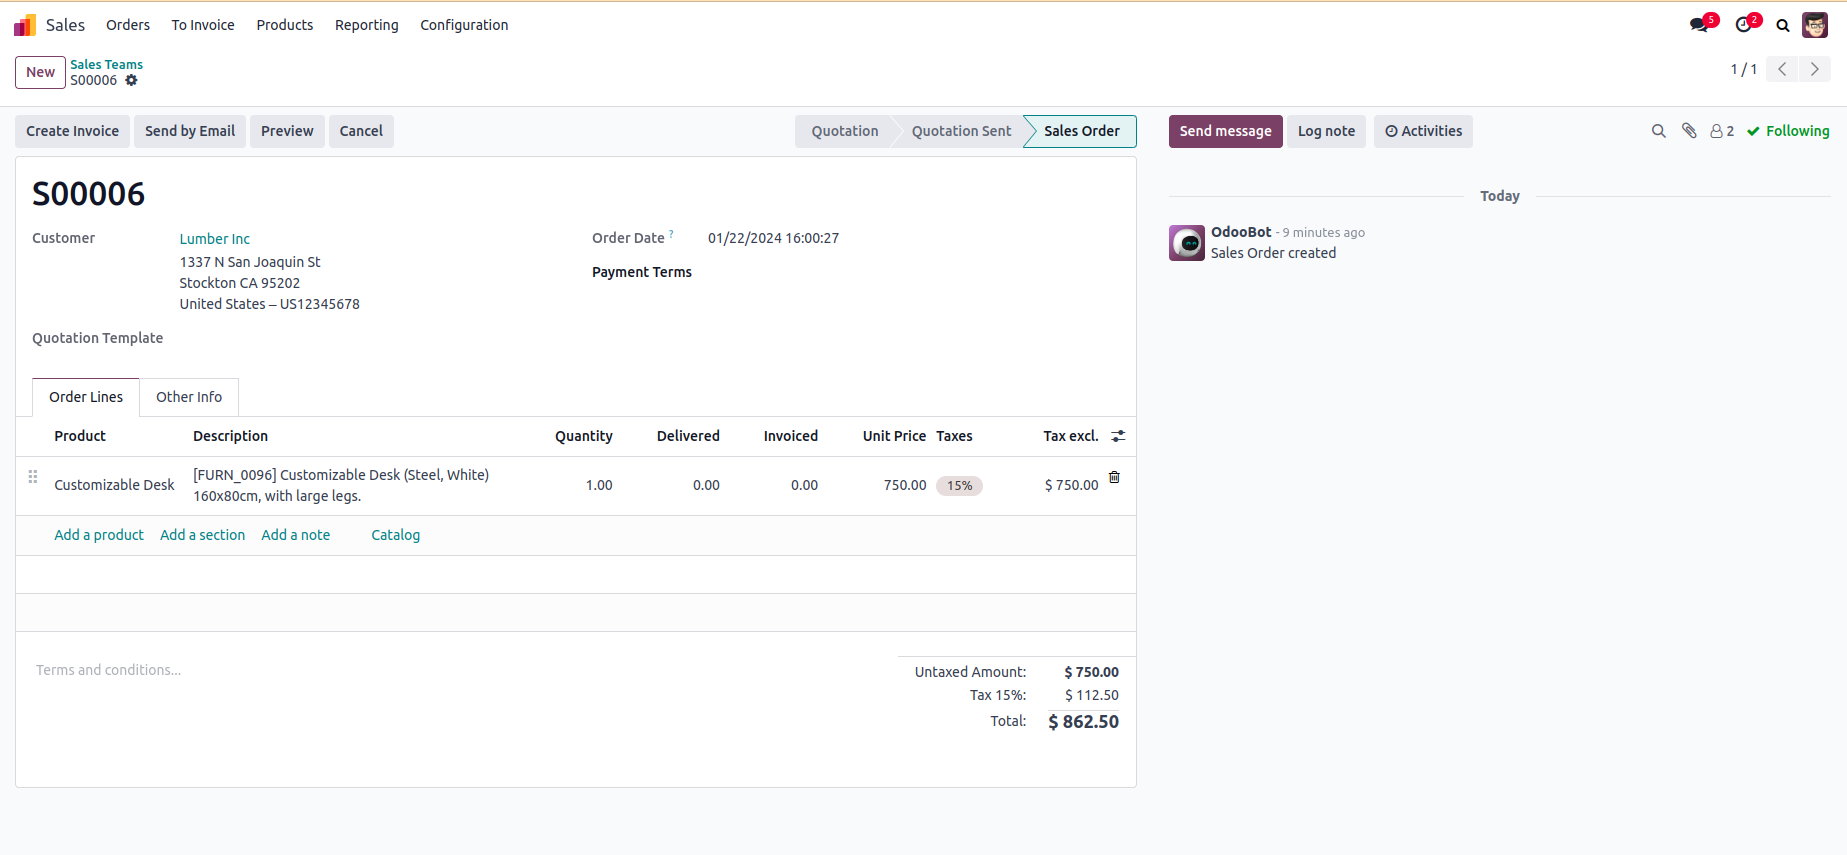 Sales Orders To Invoice Products Reporting Configuration 5 2
New Sales Teams
S00006
1 / 1
Create Invoice Send by Email Preview Cancel Quotation Quotation Sent Sales Order
Send message Log note Activities 2 Following
S00006
Customer Lumber Inc
1337 N San Joaquin St
Stockton CA 95202
United States – US12345678
Order Date ? 01/22/2024 16:00:27
Payment Terms
Quotation Template
Order Lines Other Info
Product Description Quantity Delivered Invoiced Unit Price Taxes Tax excl.
Customizable Desk [FURN_0096] Customizable Desk (Steel, White)
160x80cm, with large legs.
1.00 0.00 0.00 750.00 15% $ 750.00
Add a product Add a section Add a note Catalog
Terms and conditions...
Untaxed Amount: $ 750.00
Tax 15%: $ 112.50
Total: $ 862.50
Today
OdooBot - 9 minutes ago
Sales Order created